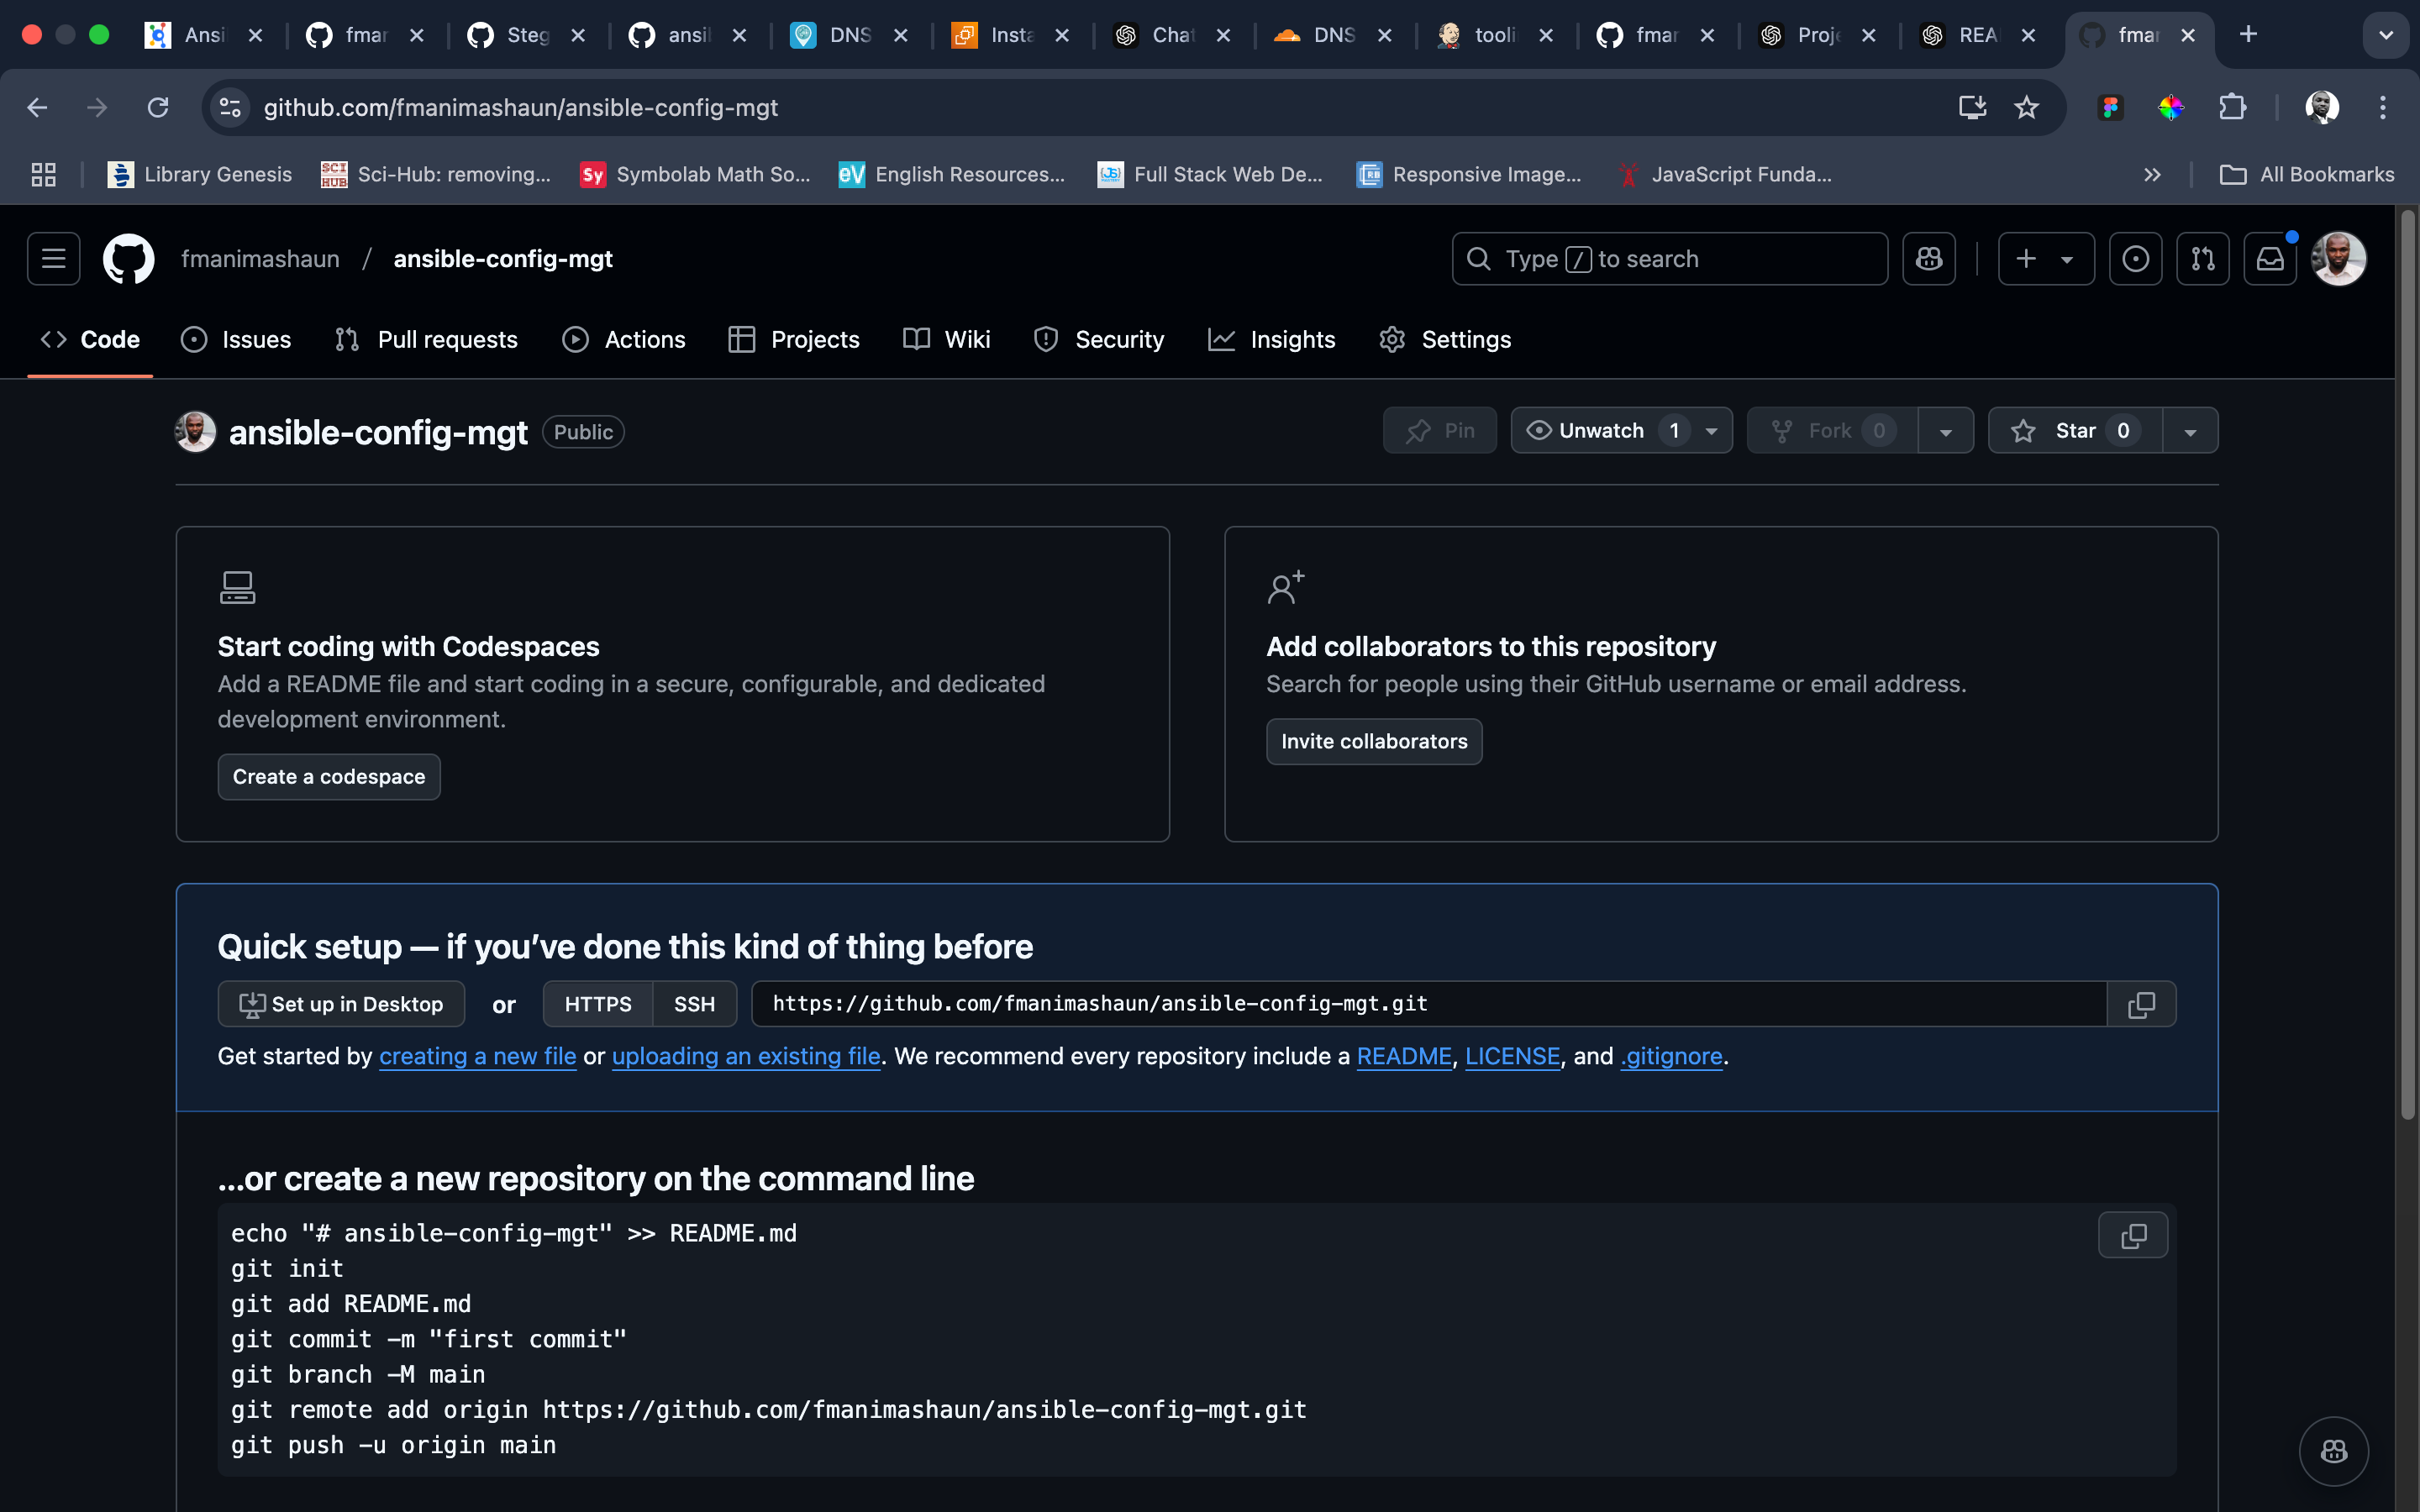 Ansi
fmar
Steg
ansil
DNS
Insta
Chat
DNS
tooli
fmar
Proje
REA
fmar
github.com/fmanimashaun/ansible-config-mgt
Library Genesis
SCI HUB
Sci-Hub: removing...
Sy
Symbolab Math So...
eV
English Resources...
JS
Full Stack Web De...
RB
Responsive Image...
JavaScript Funda...
All Bookmarks
fmanimashaun / ansible-config-mgt
Type / to search
Code
Issues
Pull requests
Actions
Projects
Wiki
Security
Insights
Settings
ansible-config-mgt
Public
Pin
Unwatch 1
Fork 0
Star 0
Start coding with Codespaces
Add a README file and start coding in a secure, configurable, and dedicated
development environment.
Create a codespace
Add collaborators to this repository
Search for people using their GitHub username or email address.
Invite collaborators
Quick setup — if you’ve done this kind of thing before
Set up in Desktop or HTTPS SSH https://github.com/fmanimashaun/ansible-config-mgt.git
Get started by creating a new file or uploading an existing file. We recommend every repository include a README, LICENSE, and .gitignore.
…or create a new repository on the command line
echo "# ansible-config-mgt" >> README.md
git init
git add README.md
git commit -m "first commit"
git branch -M main
git remote add origin https://github.com/fmanimashaun/ansible-config-mgt.git
git push -u origin main